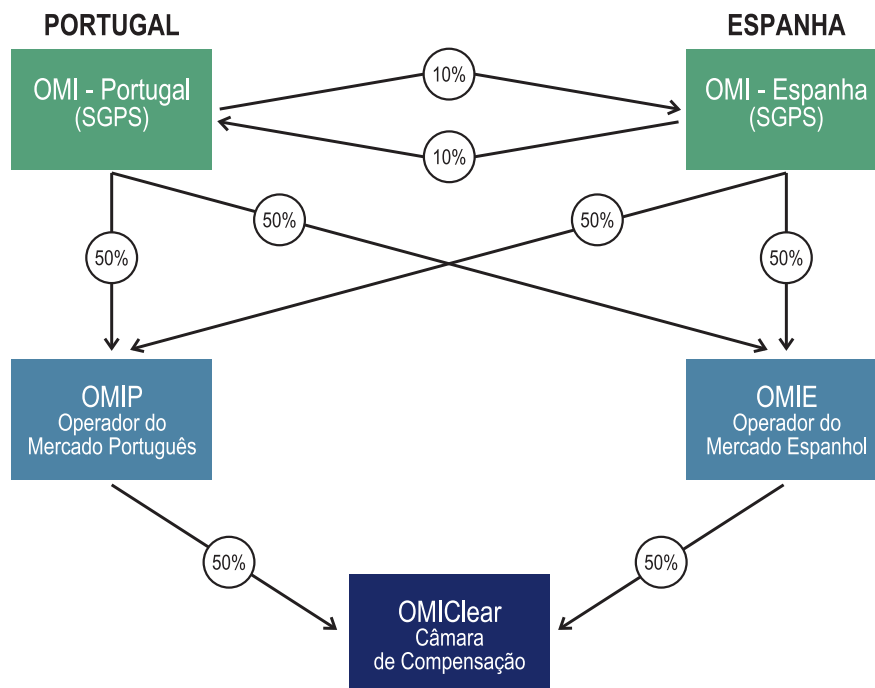 PORTUGAL
ESPANHA
OMI - Portugal
(SGPS)
10%
OMI - Espanha
(SGPS)
10%
50%
50%
50%
50%
OMIP
Operador do
Mercado Português
OMIE
Operador do
Mercado Espanhol
50%
50%
OMIClear
Câmara
de Compensação